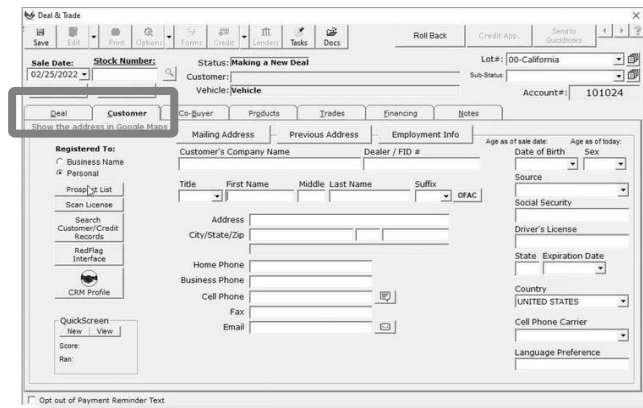 Deal & Trade
Save Edit Print Options Forms Credit Lenders Tasks Docs Roll Back Credit App. Send to QuickBooks
Sale Date: Stock Number: Status: Making a New Deal Lot#: 00-California
02/25/2022 Customer: Sub-Status:
Vehicle: Vehicle Account#: 101024
Deal Customer Co-Buyer Products Trades Financing Notes
Show the address in Google Maps
Mailing Address Previous Address Employment Info
Age as of sale date: Age as of today:
Registered To: Customer's Company Name Dealer / FID # Date of Birth Sex
Business Name
Personal
Source
Prospect List Title First Name Middle Last Name Suffix OFAC
Scan License Social Security
Search Customer/Credit Records
Address
City/State/Zip
Driver's License
RedFlag Interface
State Expiration Date
Home Phone
Business Phone
CRM Profile Cell Phone
Country
UNITED STATES
Fax
Email
QuickScreen
New View
Cell Phone Carrier
Score:
Ran:
Language Preference
Opt out of Payment Reminder Text